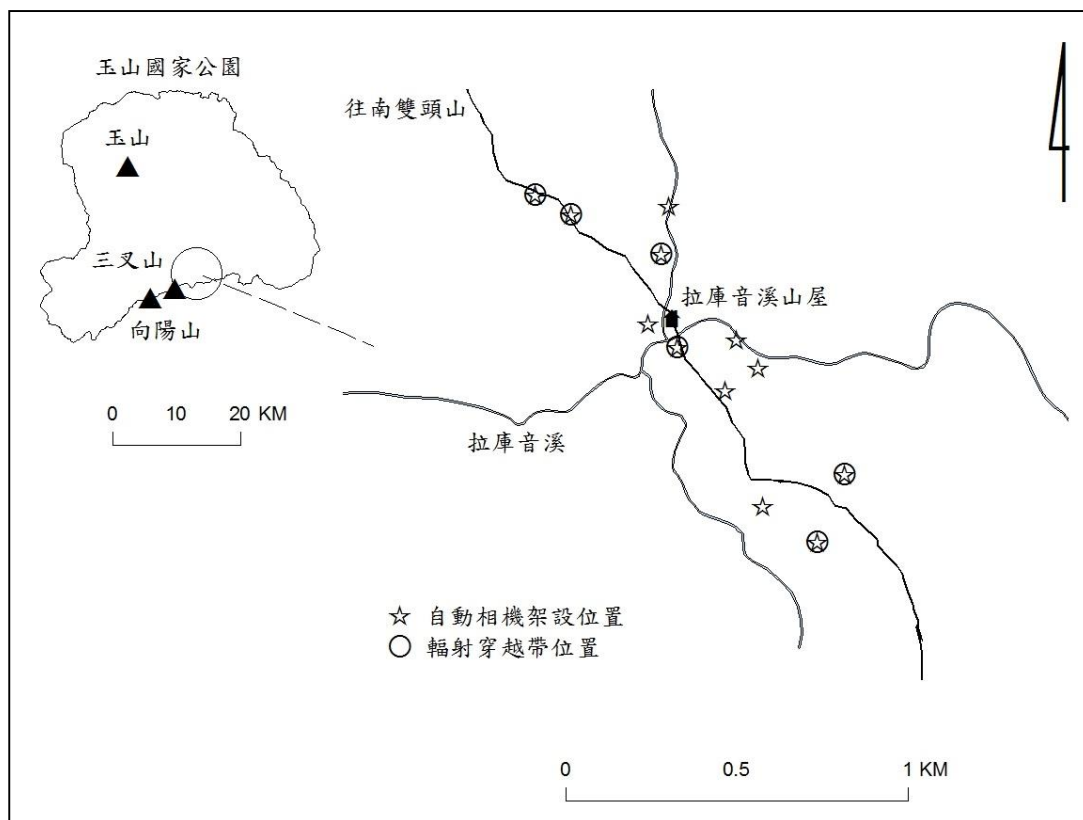 玉山國家公園
玉山
三叉山
向陽山
0 10 20 KM
往南雙頭山
拉庫音溪山屋
拉庫音溪
自動相機架設位置
輻射穿越帶位置
0 0.5 1 KM